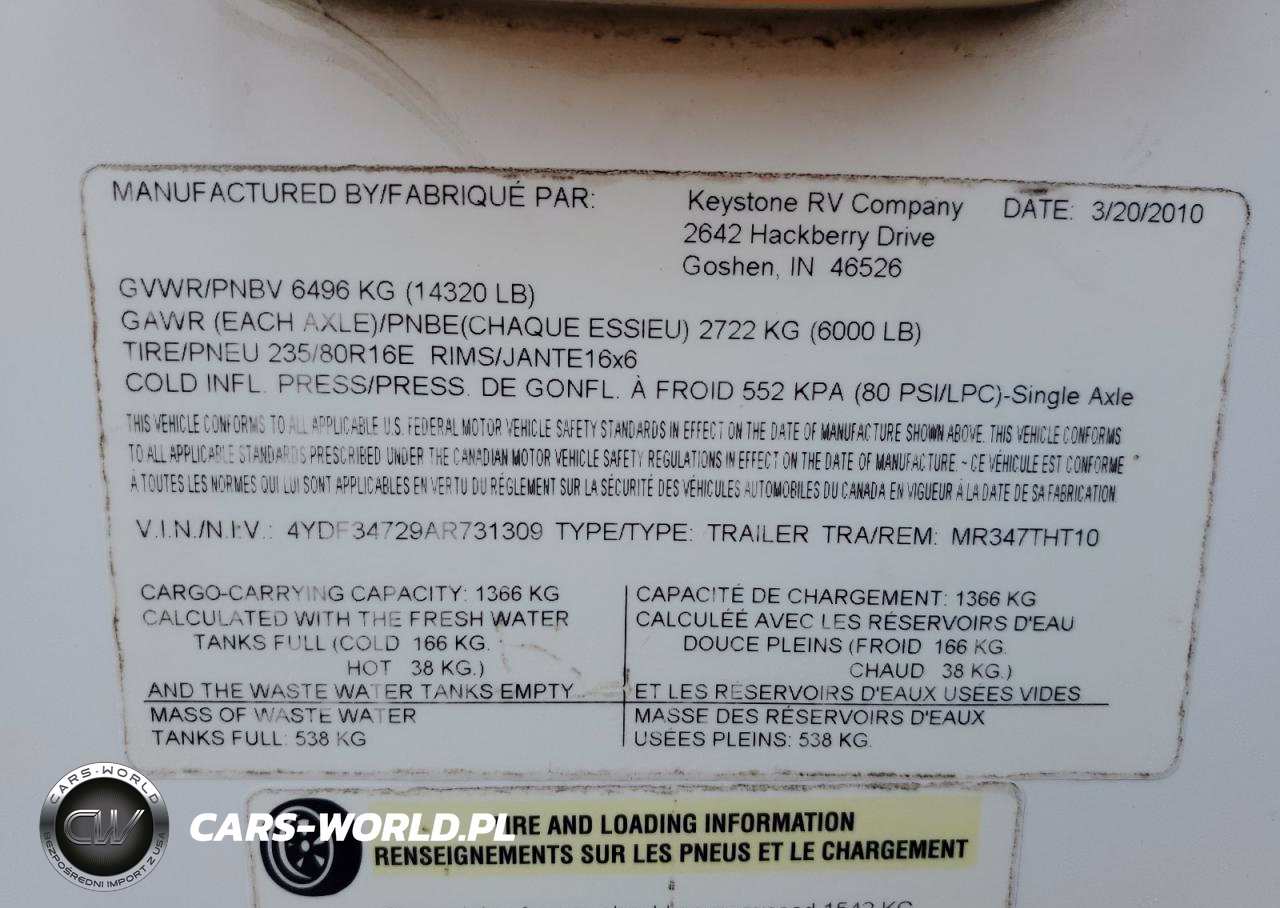 MANUFACTURED BY/FABRIQUÉ PAR: Keystone RV Company DATE: 3/20/2010
2642 Hackberry Drive
Goshen, IN 46526
GVWR/PNBV 6496 KG (14320 LB)
GAWR (EACH AXLE)/PNBE(CHAQUE ESSIEU) 2722 KG (6000 LB)
TIRE/PNEU 235/80R16E RIMS/JANTE16x6
COLD INFL. PRESS/PRESS. DE GONFL. À FROID 552 KPA (80 PSI/LPC)-Single Axle
THIS VEHICLE CONFORMS TO ALL APPLICABLE U.S. FEDERAL MOTOR VEHICLE SAFETY STANDARDS IN EFFECT ON THE DATE OF MANUFACTURE SHOWN ABOVE. THIS VEHICLE CONFORMS
TO ALL APPLICABLE STANDARDS PRESCRIBED UNDER THE CANADIAN MOTOR VEHICLE SAFETY REGULATIONS IN EFFECT ON THE DATE OF MANUFACTURE. ~ CE VÉHICULE EST CONFORME
À TOUTES LES NORMES QUI LUI SONT APPLICABLES EN VERTU DU RÉGLEMENT SUR LA SÉCURITÉ DES VÉHICULES AUTOMOBILES DU CANADA EN VIGUEUR À LA DATE DE SA FABRICATION.
V.I.N./N.I.V.: 4YDF34729AR731309 TYPE/TYPE: TRAILER TRA/REM: MR347THT10
CARGO-CARRYING CAPACITY: 1366 KG
CALCULATED WITH THE FRESH WATER
TANKS FULL (COLD 166 KG.
HOT 38 KG.)
AND THE WASTE WATER TANKS EMPTY
MASS OF WASTE WATER
TANKS FULL: 538 KG
CAPACITÉ DE CHARGEMENT: 1366 KG
CALCULÉÉ AVEC LES RÉSERVOIRS D'EAU
DOUCE PLEINS (FROID 166 KG.
CHAUD 38 KG.)
ET LES RÉSERVOIRS D'EAUX USÉES VIDES
MASSE DES RÉSERVOIRS D'EAUX
USÉES PLEINS: 538 KG.
CARS-WORLD
CW
BEZPOŚREDNI IMPORT Z USA
CARS-WORLD.PL
AND LOADING INFORMATION
RENSEIGNEMENTS SUR LES PNEUS ET LE CHARGEMENT